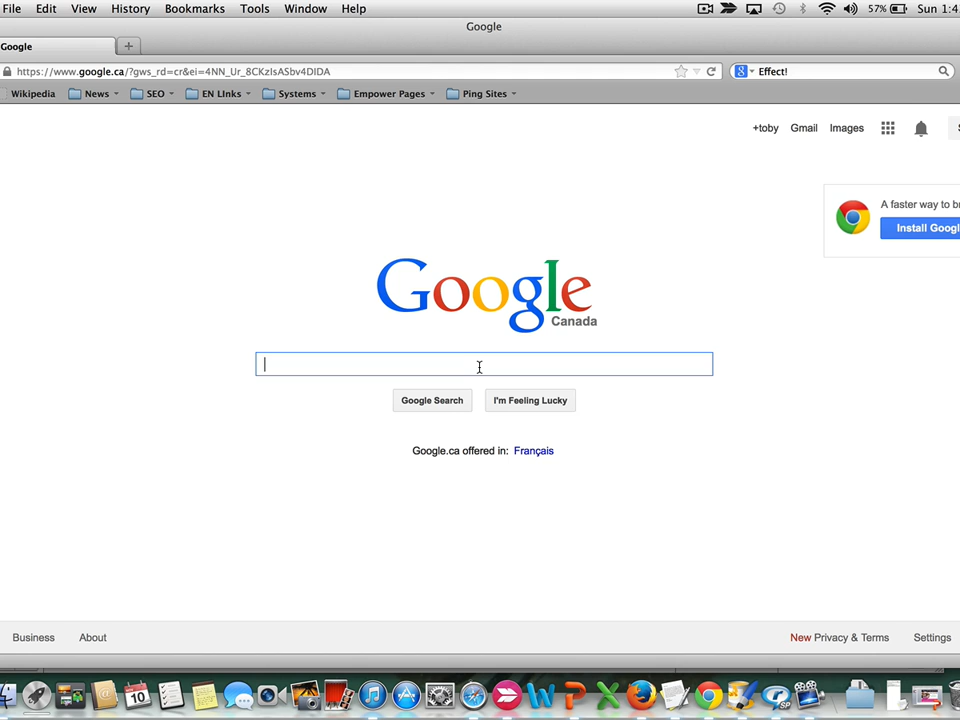 File Edit View History Bookmarks Tools Window Help 57% Sun 1:4
Google
Google
https://www.google.ca/?gws_rd=cr&ei=4NN_Ur_8CKzIsASbv4DIDA Effect!
Wikipedia News SEO EN LInks Systems Empower Pages Ping Sites
+toby Gmail Images
A faster way to br
Install Googl
Google
Canada
Google Search I'm Feeling Lucky
Google.ca offered in: Français
Business About New Privacy & Terms Settings
10